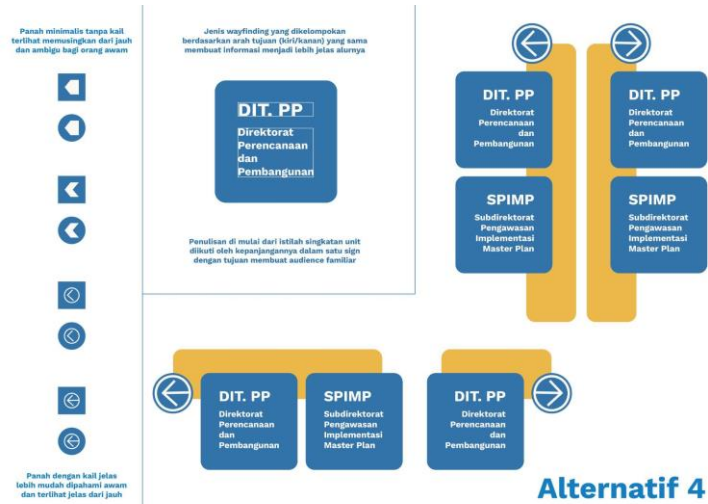 Panah minimalis tanpa kail
terlihat memusingkan dari jauh
dan ambigu bagi orang awam
Panah dengan kail jelas
lebih mudah dipahami awam
dan terlihat jelas dari jauh
Jenis wayfinding yang dikelompokan
berdasarkan arah tujuan (kiri/kanan) yang sama
membuat informasi menjadi lebih jelas alurnya
DIT. PP
Direktorat
Perencanaan
dan
Pembangunan
Penulisan di mulai dari istilah singkatan unit
diikuti oleh kepanjangannya dalam satu sign
dengan tujuan membuat audience familiar
DIT. PP
Direktorat
Perencanaan
dan
Pembangunan
SPIMP
Subdirektorat
Pengawasan
Implementasi
Master Plan
DIT. PP
Direktorat
Perencanaan
dan
Pembangunan
SPIMP
Subdirektorat
Pengawasan
Implementasi
Master Plan
DIT. PP
Direktorat
Perencanaan
dan
Pembangunan
SPIMP
Subdirektorat
Pengawasan
Implementasi
Master Plan
DIT. PP
Direktorat
Perencanaan
dan
Pembangunan
Alternatif 4